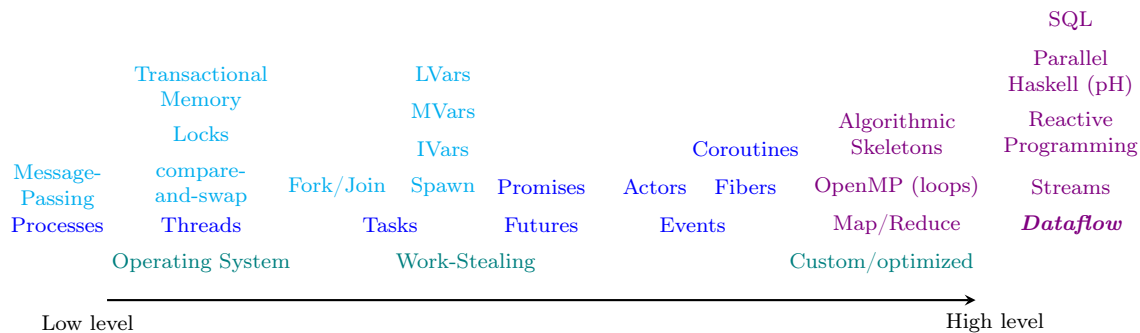 SQL
Transactional
Memory
LVars
Parallel
Haskell (pH)
MVars
Locks
Algorithmic
Skeletons
Reactive
Programming
IVars
Coroutines
Message-
Passing
compare-
and-swap
Fork/Join
Spawn
Promises
Actors
Fibers
OpenMP (loops)
Streams
Processes
Threads
Tasks
Futures
Events
Map/Reduce
Dataflow
Operating System
Work-Stealing
Custom/optimized
Low level
High level